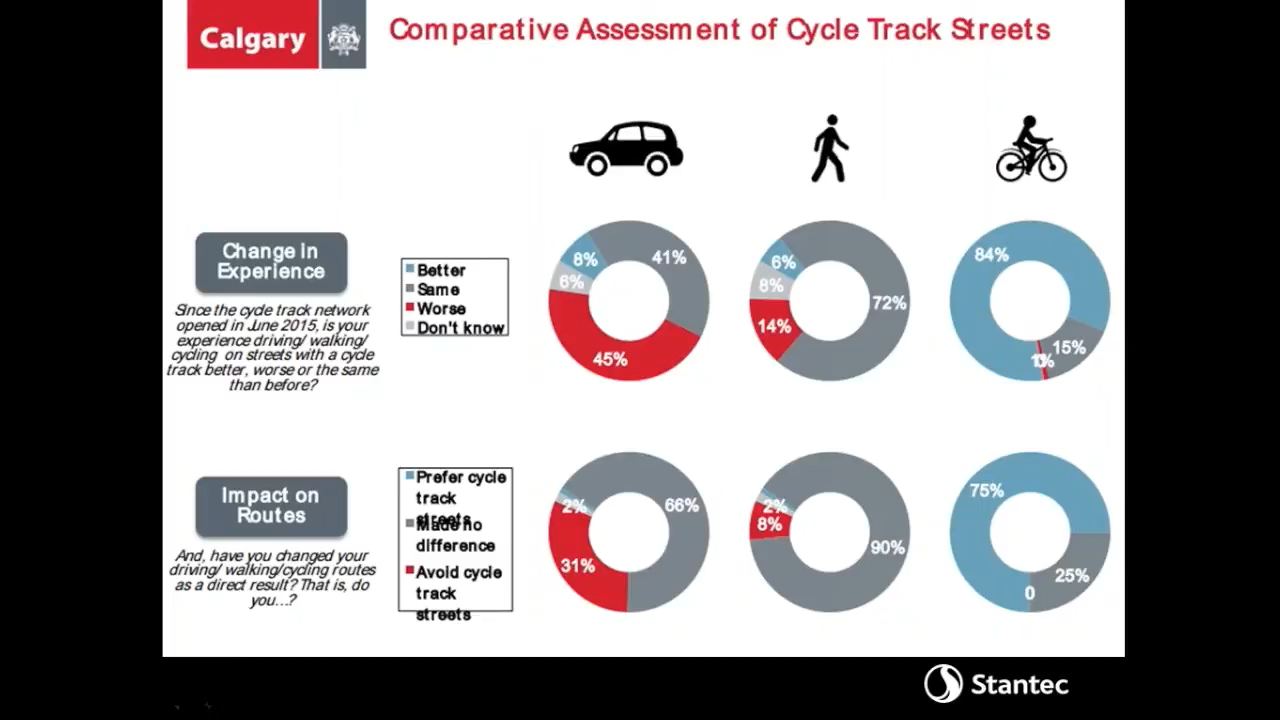 Calgary
Comparative Assessment of Cycle Track Streets
Change in
Experience
Since the cycle track network
opened in June 2015, is your
experience driving/ walking/
cycling on streets with a cycle
track better, worse or the same
than before?
Better
Same
Worse
Don't know
8%
41%
6%
45%
6%
8%
72%
14%
84%
15%
1%
Impact on
Routes
And, have you changed your
driving/ walking/cycling routes
as a direct result? That is, do
you...?
Prefer cycle
track
streets
Made no
difference
Avoid cycle
track
streets
2%
66%
31%
2%
8%
90%
75%
25%
0
Stantec